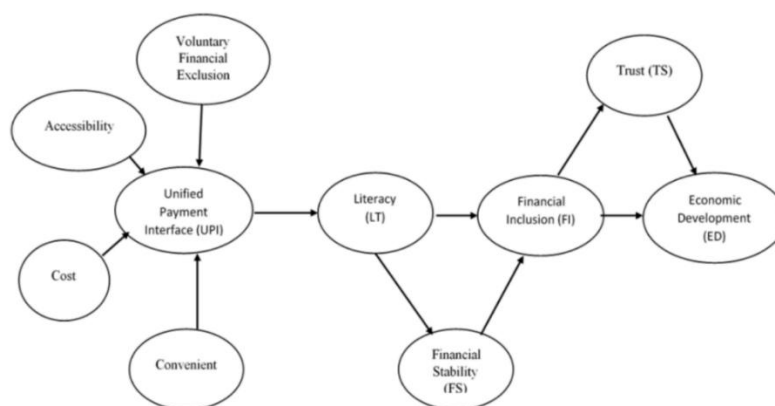 Voluntary
Financial
Exclusion
Accessibility
Unified
Payment
Interface (UPI)
Cost
Convenient
Literacy
(LT)
Financial
Stability
(FS)
Financial
Inclusion (FI)
Trust (TS)
Economic
Development
(ED)